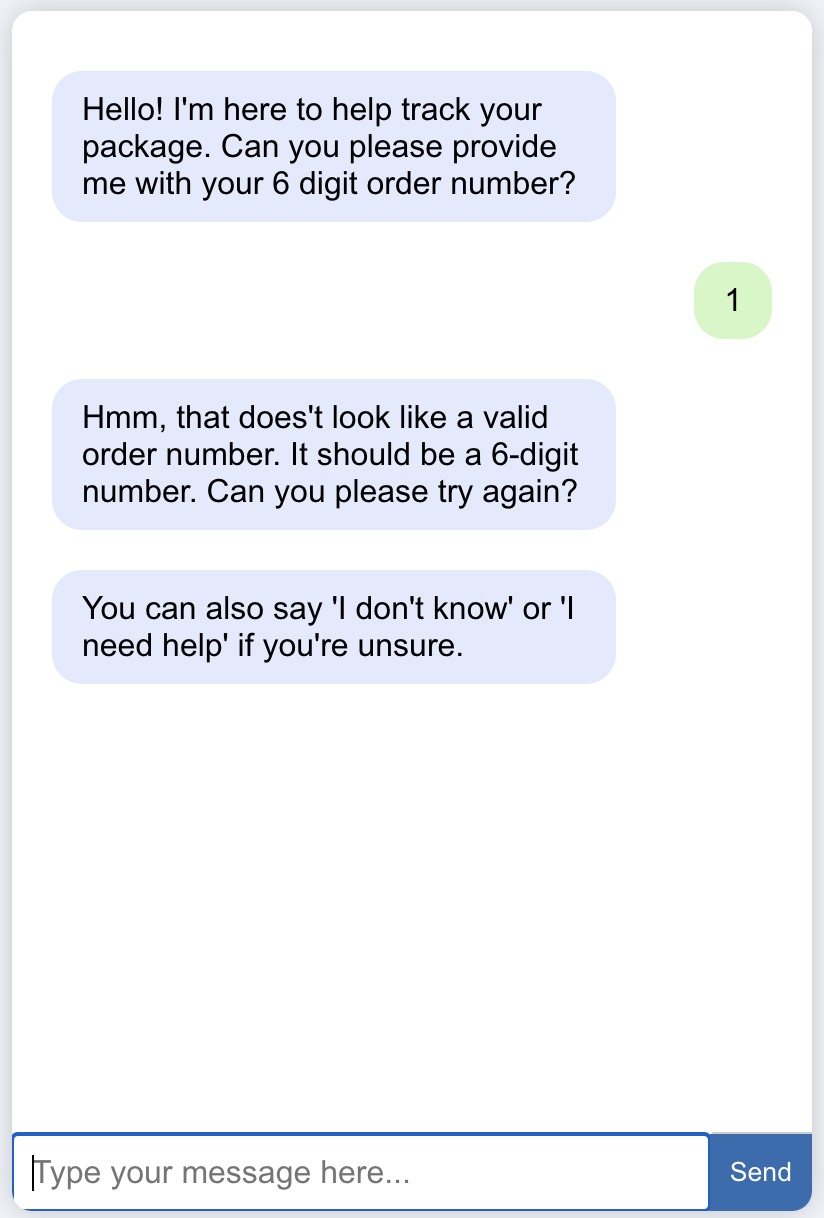 Hello! I'm here to help track your
package. Can you please provide
me with your 6 digit order number?
1
Hmm, that does't look like a valid
order number. It should be a 6-digit
number. Can you please try again?
You can also say 'I don't know' or 'I
need help' if you're unsure.
Type your message here...
Send